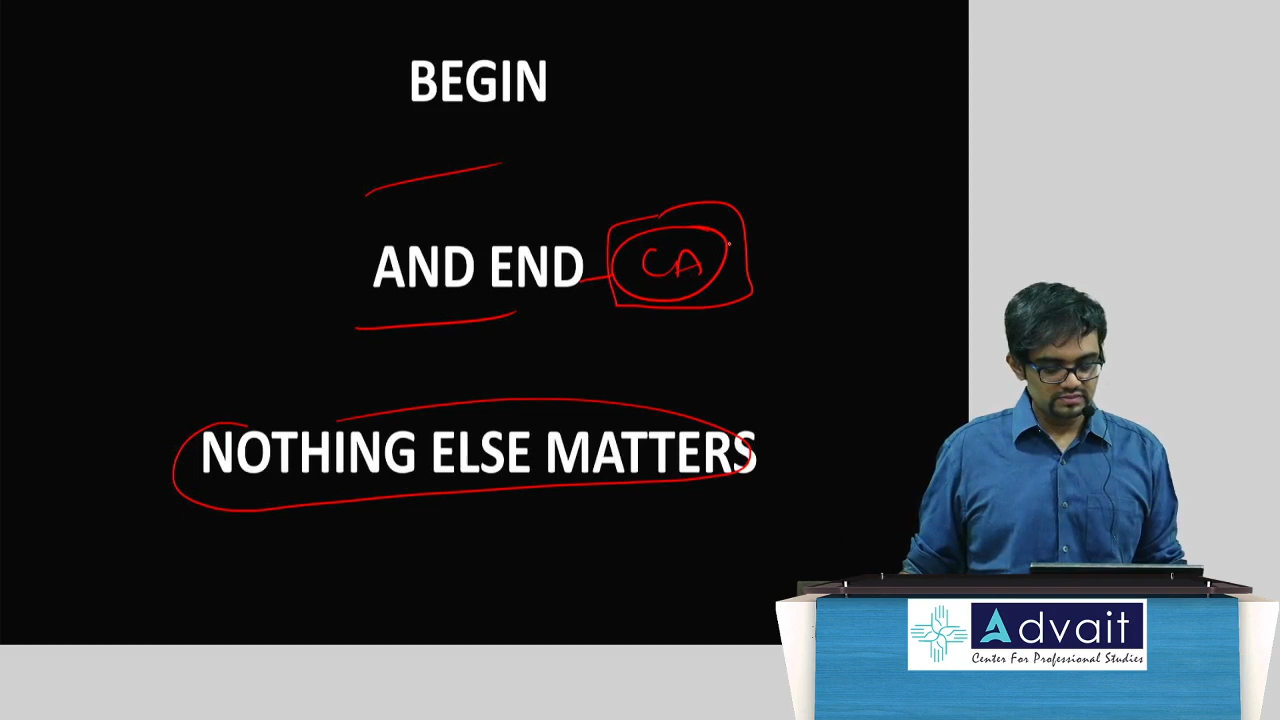 BEGIN
AND END CA
NOTHING ELSE MATTERS
Advait
Center For Professional Studies